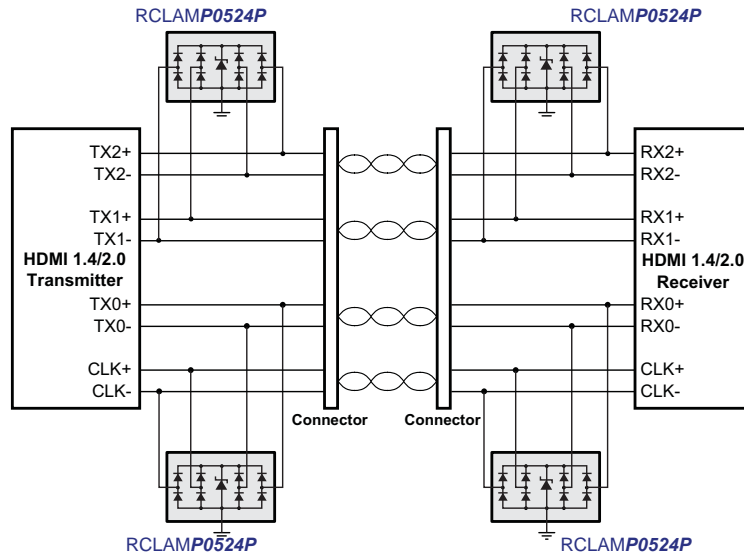 RCLAMP0524P
RCLAMP0524P
TX2+
TX2-
TX1+
TX1-
HDMI 1.4/2.0
Transmitter
TX0+
TX0-
CLK+
CLK-
RX2+
RX2-
RX1+
RX1-
HDMI 1.4/2.0
Receiver
RX0+
RX0-
CLK+
CLK-
Connector
Connector
RCLAMP0524P
RCLAMP0524P